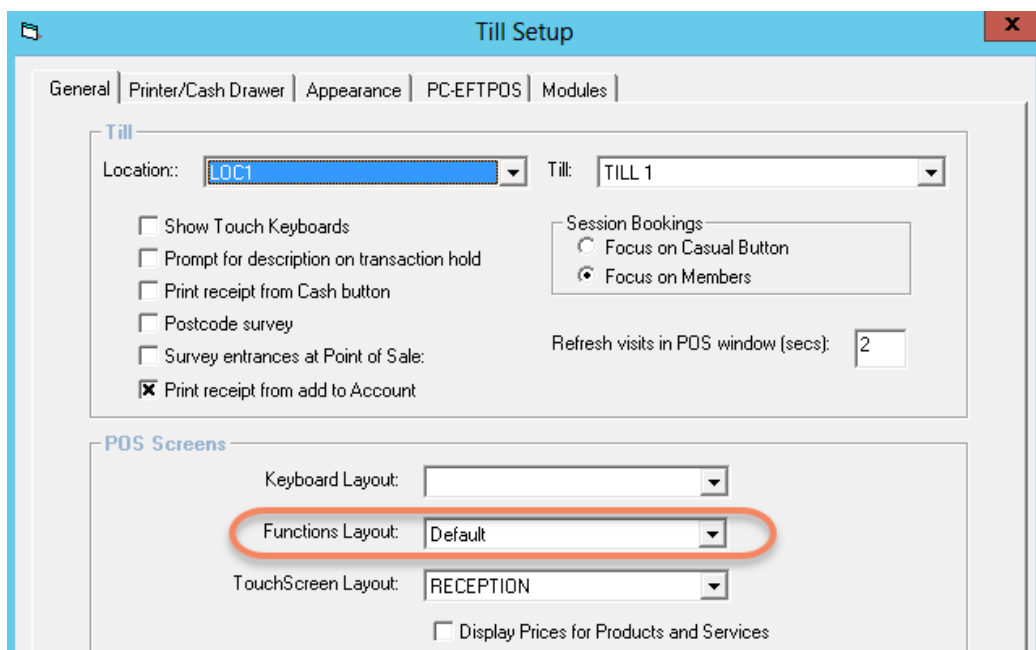 Till Setup
x
General Printer/Cash Drawer Appearance PC-EFTPOS Modules
Till
Location:: LOC1 Till: TILL 1
Show Touch Keyboards
Prompt for description on transaction hold
Print receipt from Cash button
Postcode survey
Survey entrances at Point of Sale:
Print receipt from add to Account
Session Bookings
Focus on Casual Button
Focus on Members
Refresh visits in POS window (secs): 2
POS Screens
Keyboard Layout:
Functions Layout: Default
TouchScreen Layout: RECEPTION
Display Prices for Products and Services